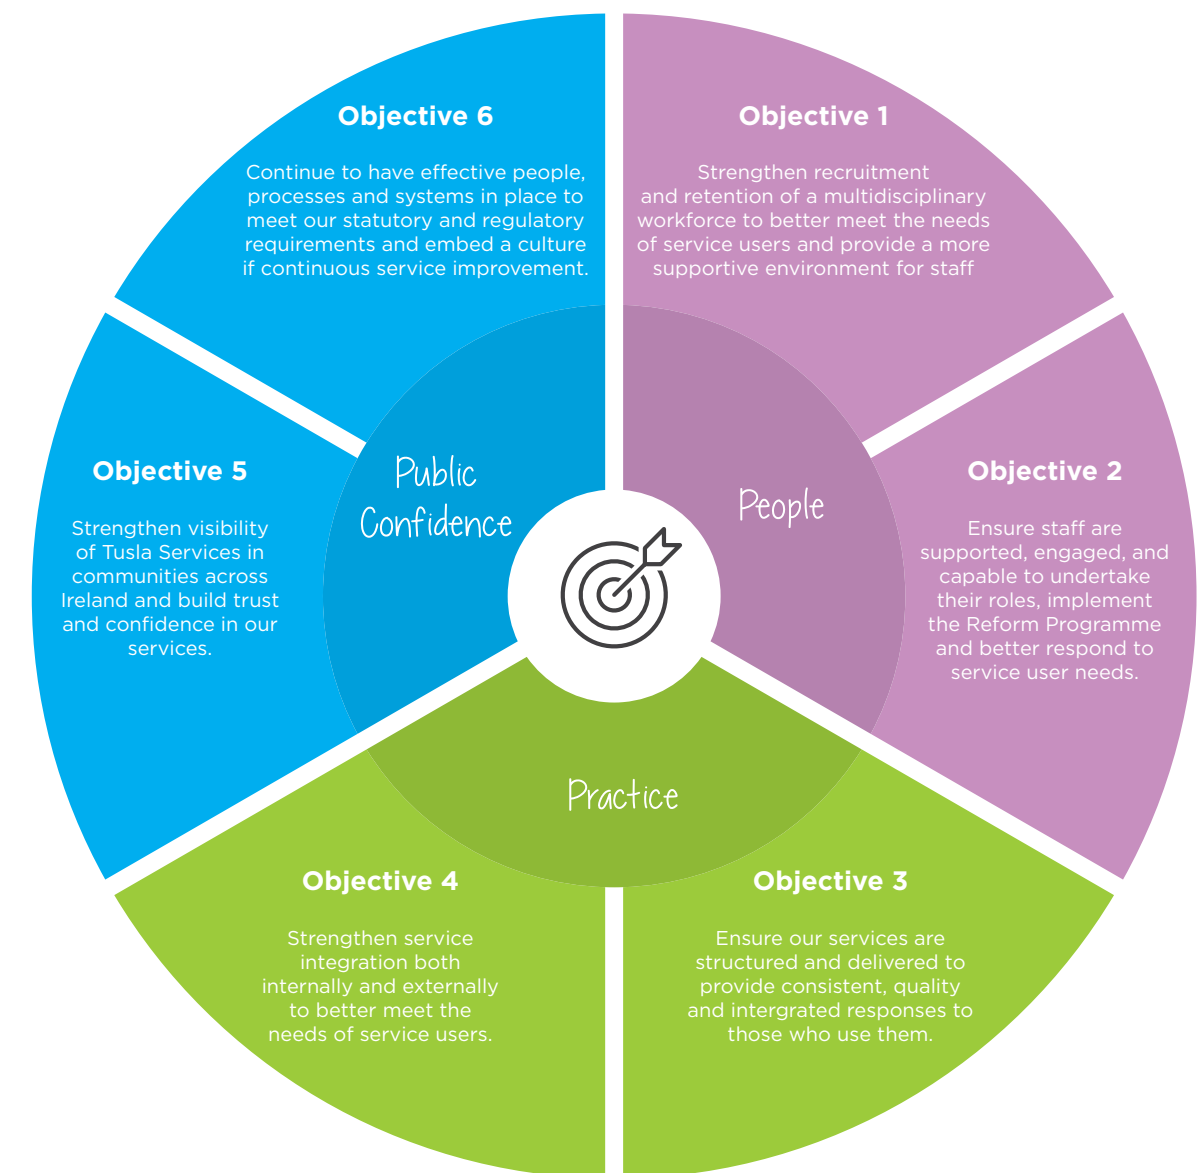 Objective 1
Strengthen recruitment
and retention of a multidisciplinary
workforce to better meet the needs
of service users and provide a more
supportive environment for staff
Objective 2
Ensure staff are
supported, engaged, and
capable to undertake
their roles, implement
the Reform Programme
and better respond to
service user needs.
People
Objective 3
Ensure our services are
structured and delivered to
provide consistent, quality
and intergrated responses to
those who use them.
Objective 4
Strengthen service
integration both
internally and externally
to better meet the
needs of service users.
Practice
Objective 5
Strengthen visibility
of Tusla Services in
communities across
Ireland and build trust
and confidence in our
services.
Objective 6
Continue to have effective people,
processes and systems in place to
meet our statutory and regulatory
requirements and embed a culture
if continuous service improvement.
Public
Confidence